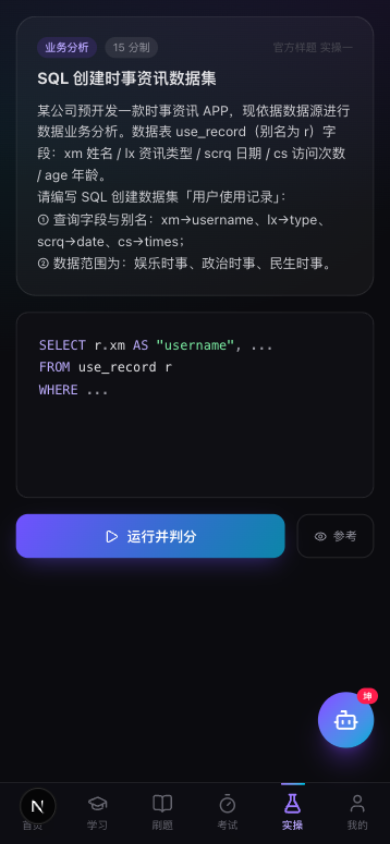 业务分析 15 分制 官方样题 实操一
SQL 创建时事资讯数据集
某公司预开发一款时事资讯 APP，现依据数据源进行
数据业务分析。数据表 use_record（别名为 r）字
段：xm 姓名 / lx 资讯类型 / scrq 日期 / cs 访问次数
/ age 年龄。
请编写 SQL 创建数据集「用户使用记录」：
① 查询字段与别名：xm→username、lx→type、
scrq→date、cs→times；
② 数据范围为：娱乐时事、政治时事、民生时事。
SELECT r.xm AS "username", ...
FROM use_record r
WHERE ...
运行并判分
参考
坤
N
首页 学习 刷题 考试 实操 我的